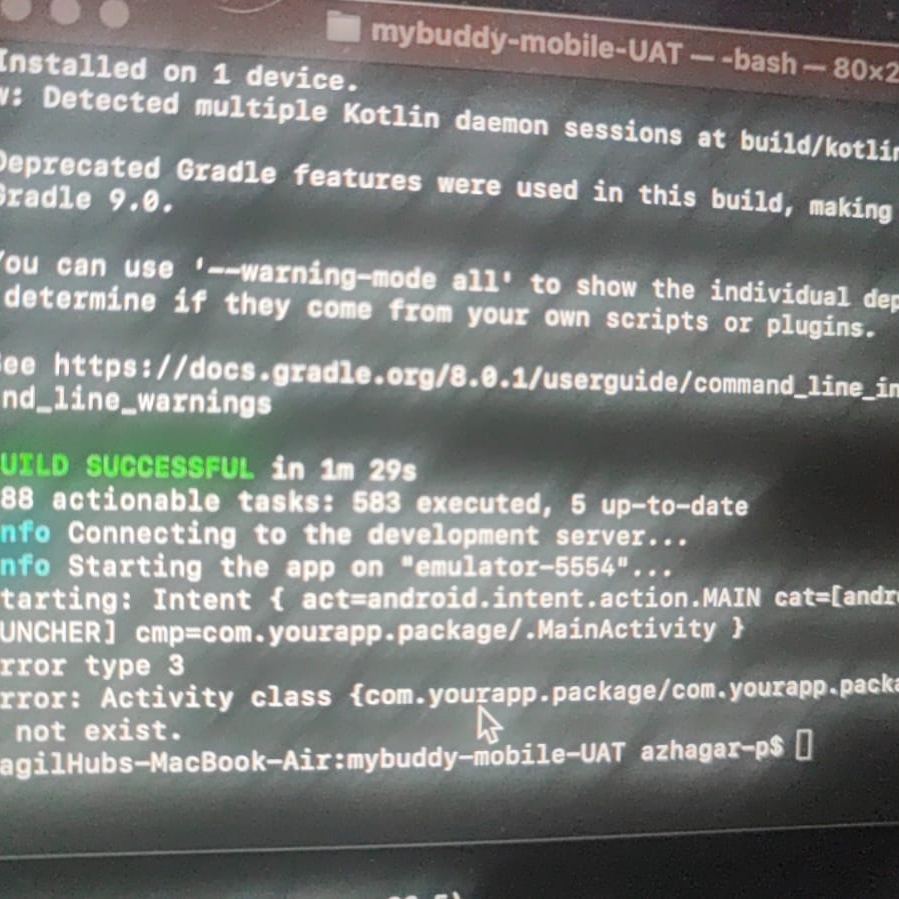 mybuddy-mobile-UAT — -bash — 80×2
Installed on 1 device.
w: Detected multiple Kotlin daemon sessions at build/kotlin
Deprecated Gradle features were used in this build, making
Gradle 9.0.
You can use '--warning-mode all' to show the individual dep
determine if they come from your own scripts or plugins.
See https://docs.gradle.org/8.0.1/userguide/command_line_in
nd_line_warnings
UILD SUCCESSFUL in 1m 29s
88 actionable tasks: 583 executed, 5 up-to-date
nfo Connecting to the development server...
nfo Starting the app on "emulator-5554"...
tarting: Intent { act=android.intent.action.MAIN cat=[andro
UNCHER] cmp=com.yourapp.package/.MainActivity }
rror type 3
rror: Activity class {com.yourapp.package/com.yourapp.packa
not exist.
agilHubs-MacBook-Air:mybuddy-mobile-UAT azhagar-p$